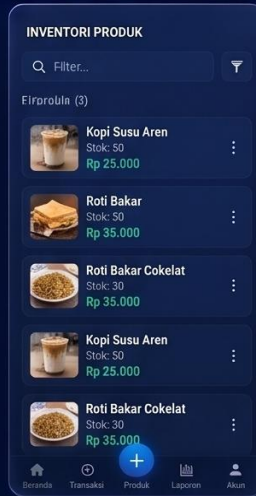 INVENTORI PRODUK
Filter...
(3)
Kopi Susu Aren
Stok: 50
Rp 25.000
Roti Bakar
Stok: 50
Rp 35.000
Roti Bakar Cokelat
Stok: 30
Rp 35.000
Kopi Susu Aren
Stok: 50
Rp 25.000
Roti Bakar Cokelat
Stok: 30
Rp 35.000
Beranda
Transaksi
Produk
Laporan
Akun